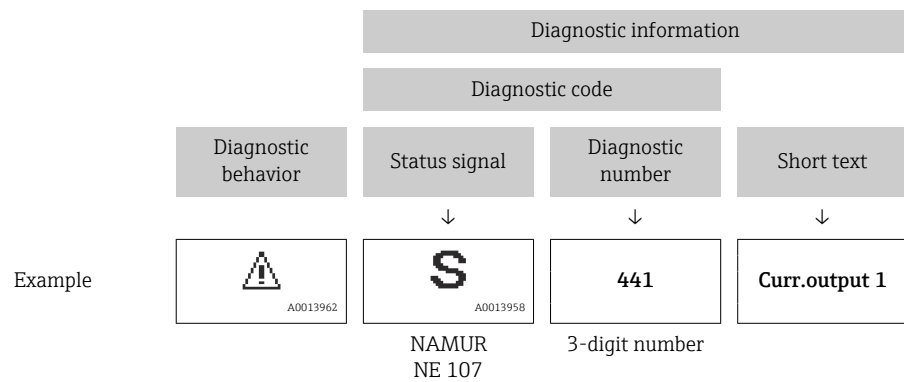 Diagnostic information
Diagnostic code
Diagnostic
behavior
Status signal
Diagnostic
number
Short text
↓
↓
↓
Example
A0013962
S
A0013958
441
Curr.output 1
NAMUR
NE 107
3-digit number